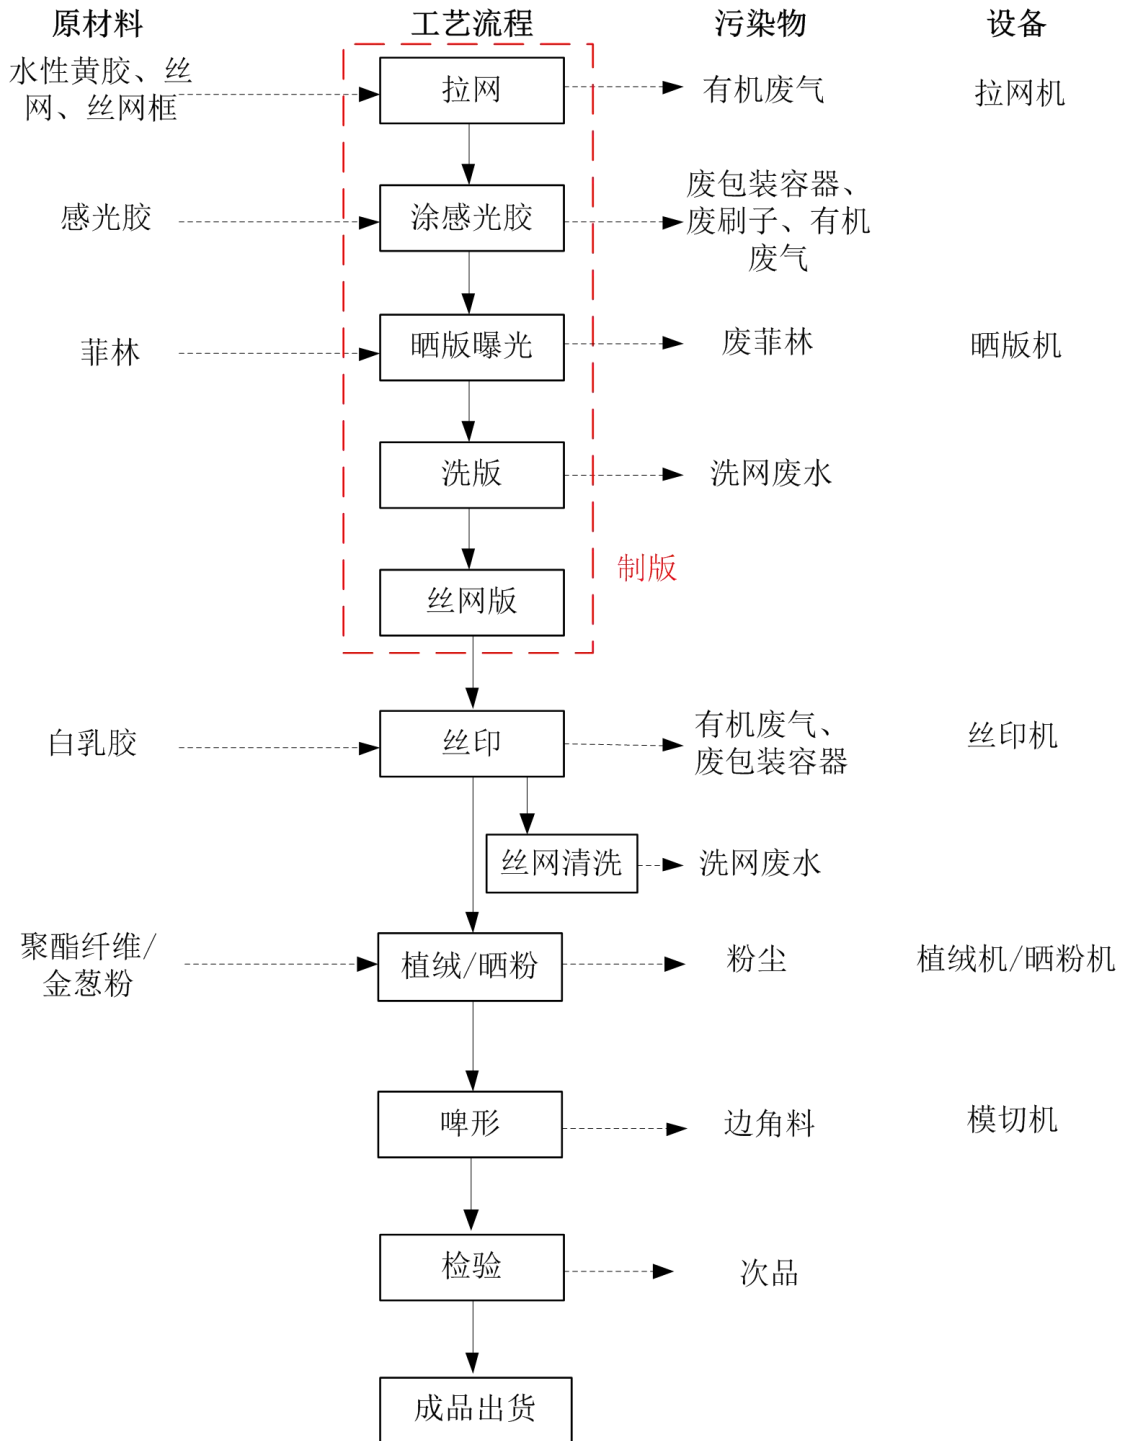 原材料 工艺流程 污染物 设备
水性黄胶、丝
网、丝网框
拉网
有机废气
拉网机
感光胶
涂感光胶
废包装容器、
废刷子、有机
废气
菲林
晒版曝光
废菲林
晒版机
洗版
洗网废水
制版
丝网版
白乳胶
丝印
有机废气、
废包装容器
丝印机
丝网清洗
洗网废水
聚酯纤维/
金葱粉
植绒/晒粉
粉尘
植绒机/晒粉机
啤形
边角料
模切机
检验
次品
成品出货